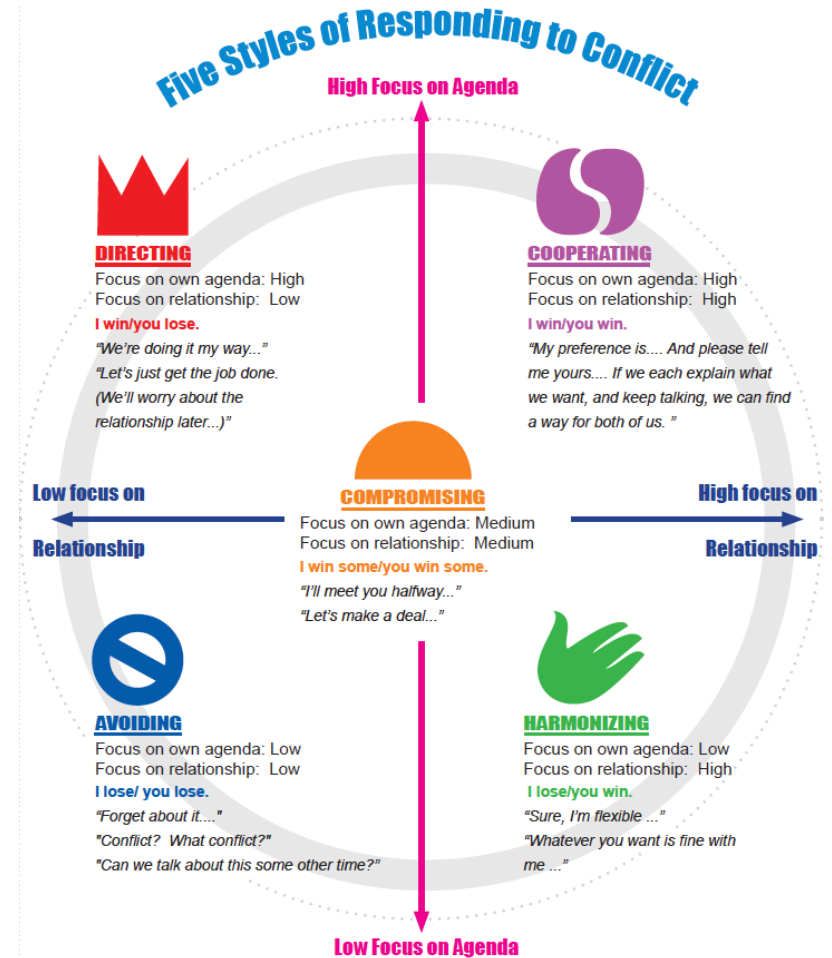 Five Styles of Responding to Conflict
High Focus on Agenda
DIRECTING
Focus on own agenda: High
Focus on relationship:  Low
I win/you lose.
“We’re doing it my way...”
“Let’s just get the job done.
(We’ll worry about the
relationship later...)”
COOPERATING
Focus on own agenda: High
Focus on relationship:  High
I win/you win.
“My preference is.... And please tell
me yours.... If we each explain what
we want, and keep talking, we can find
a way for both of us. ”
Low focus on
Relationship
COMPROMISING
Focus on own agenda: Medium
Focus on relationship:  Medium
I win some/you win some.
“I’ll meet you halfway...”
“Let’s make a deal...”
High focus on
Relationship
AVOIDING
Focus on own agenda: Low
Focus on relationship:  Low
I lose/ you lose.
“Forget about it...."
"Conflict?  What conflict?"
"Can we talk about this some other time?”
HARMONIZING
Focus on own agenda: Low
Focus on relationship:  High
I lose/you win.
“Sure, I’m flexible ...”
“Whatever you want is fine with
me ...”
Low Focus on Agenda